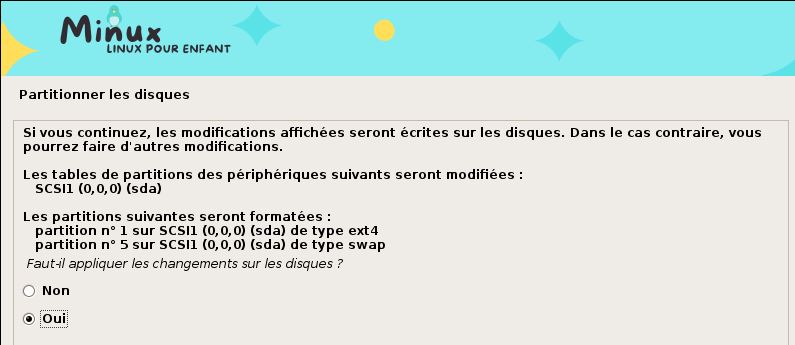 Minux
LINUX POUR ENFANT
Partitionner les disques
Si vous continuez, les modifications affichées seront écrites sur les disques. Dans le cas contraire, vous
pourrez faire d'autres modifications.
Les tables de partitions des périphériques suivants seront modifiées :
SCSI1 (0,0,0) (sda)
Les partitions suivantes seront formatées :
partition n° 1 sur SCSI1 (0,0,0) (sda) de type ext4
partition n° 5 sur SCSI1 (0,0,0) (sda) de type swap
Faut-il appliquer les changements sur les disques ?
Non
Oui